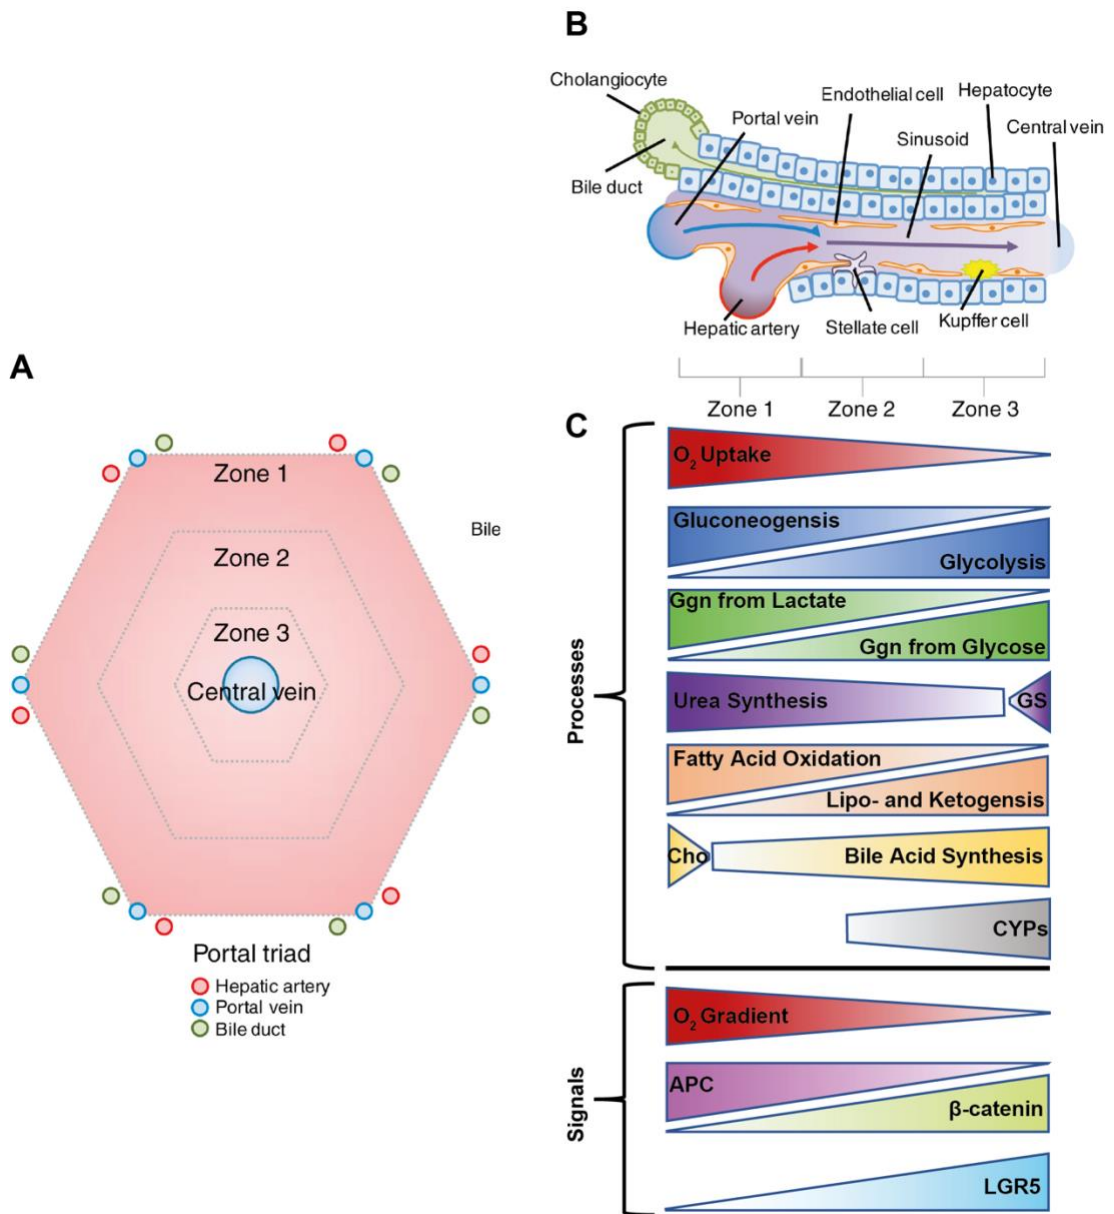 B
Cholangiocyte
Portal vein
Endothelial cell
Hepatocyte
Sinusoid
Central vein
Bile duct
Hepatic artery
Stellate cell
Kupffer cell
A
Zone 1
Zone 2
Zone 3
Central vein
Bile
Portal triad
Hepatic artery
Portal vein
Bile duct
Zone 1 Zone 2 Zone 3
C
Processes
O2 Uptake
Gluconeogensis
Glycolysis
Ggn from Lactate
Ggn from Glycose
Urea Synthesis GS
Fatty Acid Oxidation
Lipo- and Ketogensis
Cho Bile Acid Synthesis
CYPs
Signals
O2 Gradient
APC
β-catenin
LGR5